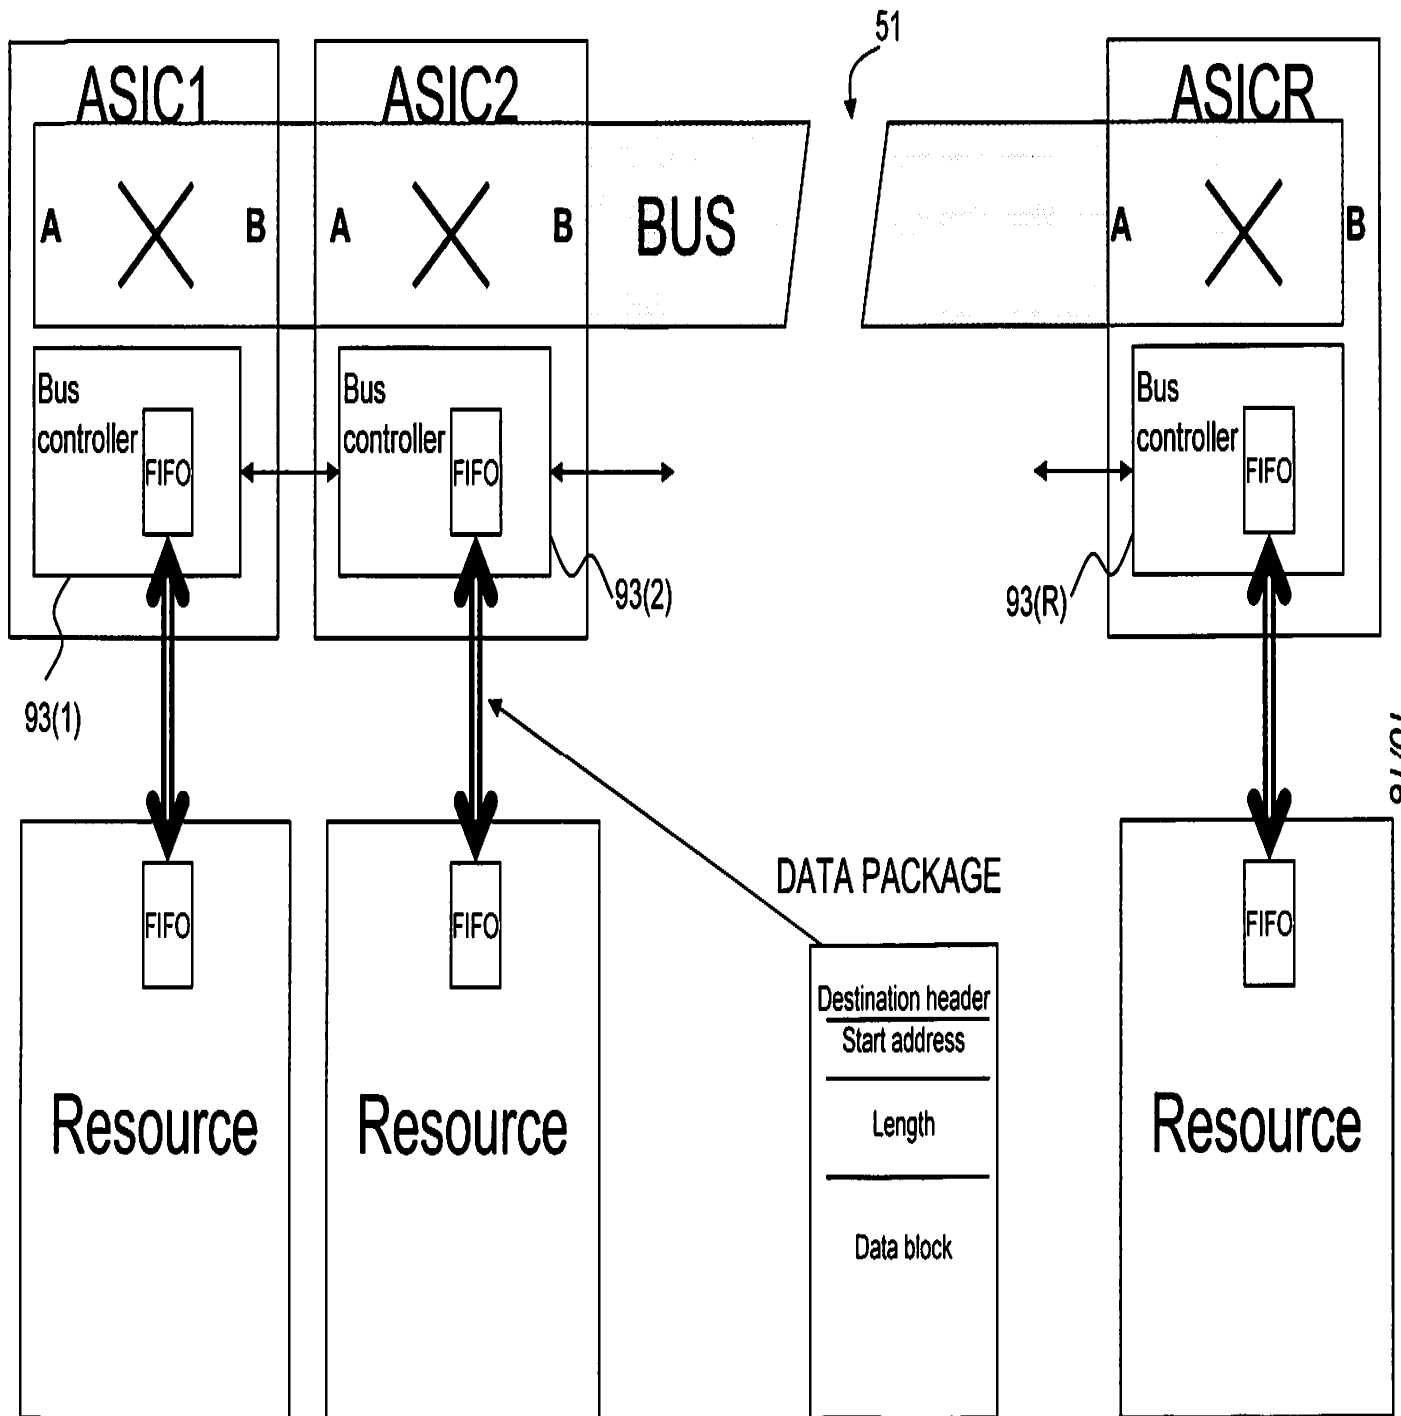 51
ASIC1
ASIC2
ASICR
A
B
A
B
BUS
A
B
Bus
controller
FIFO
Bus
controller
FIFO
Bus
controller
FIFO
93(1)
93(2)
93(R)
DATA PACKAGE
FIFO
FIFO
FIFO
Destination header
Start address
Length
Data block
Resource
Resource
Resource